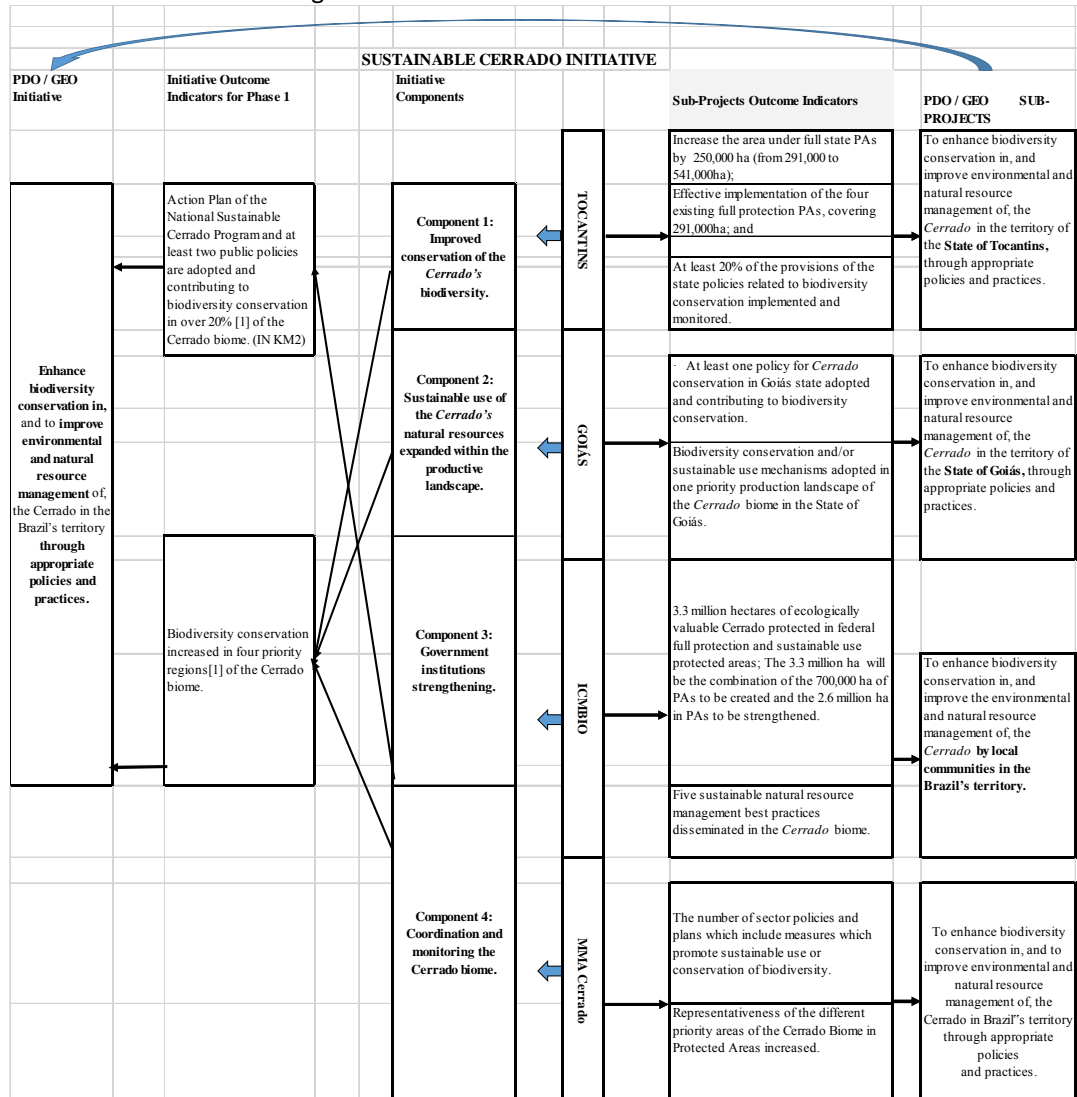 SUSTAINABLE CERRADO INITIATIVE
PDO / GEO
Initiative
Initiative Outcome
Indicators for Phase 1
Initiative
Components
Sub-Projects Outcome Indicators
PDO / GEO SUB-
PROJECTS
Enhance
biodiversity
conservation in,
and to improve
environmental
and natural
resource
management of,
the Cerrado in the
Brazil's territory
through
appropriate
policies and
practices.
Action Plan of the
National Sustainable
Cerrado Program and at
least two public policies
are adopted and
contributing to
biodiversity conservation
in over 20% [1] of the
Cerrado biome. (IN KM2)
Biodiversity conservation
increased in four priority
regions[1] of the Cerrado
biome.
Component 1:
Improved
conservation of the
Cerrado's
biodiversity.
Component 2:
Sustainable use of
the Cerrado's
natural resources
expanded within the
productive
landscape.
Component 3:
Government
institutions
strengthening.
Component 4:
Coordination and
monitoring the
Cerrado biome.
TOCANTINS
GOIÁS
ICMBIO
MMA Cerrado
Increase the area under full state PAs
by 250,000 ha (from 291,000 to
541,000ha);
Effective implementation of the four
existing full protection PAs, covering
291,000ha; and
At least 20% of the provisions of the
state policies related to biodiversity
conservation implemented and
monitored.
· At least one policy for Cerrado
conservation in Goiás state adopted
and contributing to biodiversity
conservation.
Biodiversity conservation and/or
sustainable use mechanisms adopted in
one priority production landscape of
the Cerrado biome in the State of
Goiás.
3.3 million hectares of ecologically
valuable Cerrado protected in federal
full protection and sustainable use
protected areas; The 3.3 million ha will
be the combination of the 700,000 ha of
PAs to be created and the 2.6 million ha
in PAs to be strengthened.
Five sustainable natural resource
management best practices
disseminated in the Cerrado biome.
The number of sector policies and
plans which include measures which
promote sustainable use or
conservation of biodiversity.
Representativeness of the different
priority areas of the Cerrado Biome in
Protected Areas increased.
To enhance biodiversity
conservation in, and
improve environmental and
natural resource
management of, the
Cerrado in the territory of
the State of Tocantins,
through appropriate
policies and practices.
To enhance biodiversity
conservation in, and
improve environmental and
natural resource
management of, the
Cerrado in the territory of
the State of Goiás, through
appropriate policies and
practices.
To enhance biodiversity
conservation in, and
improve the environmental
and natural resource
management of, the
Cerrado by local
communities in the
Brazil's territory.
To enhance biodiversity
conservation in, and to
improve environmental and
natural resource
management of, the
Cerrado in Brazil"s territory
through appropriate
policies
and practices.